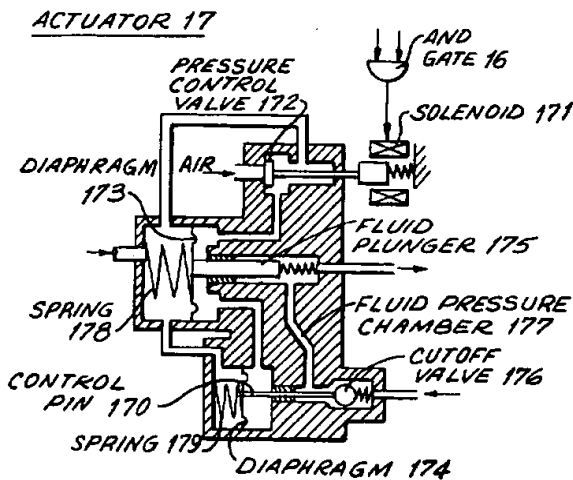 ACTUATOR 17
AND
GATE 16
PRESSURE
CONTROL
VALVE 172
SOLENOID 171
DIAPHRAGM
173
AIR
FLUID
PLUNGER 175
SPRING
178
FLUID PRESSURE
CHAMBER 177
CUTOFF
VALVE 176
CONTROL
PIN 170
SPRING 179
DIAPHRAGM 174